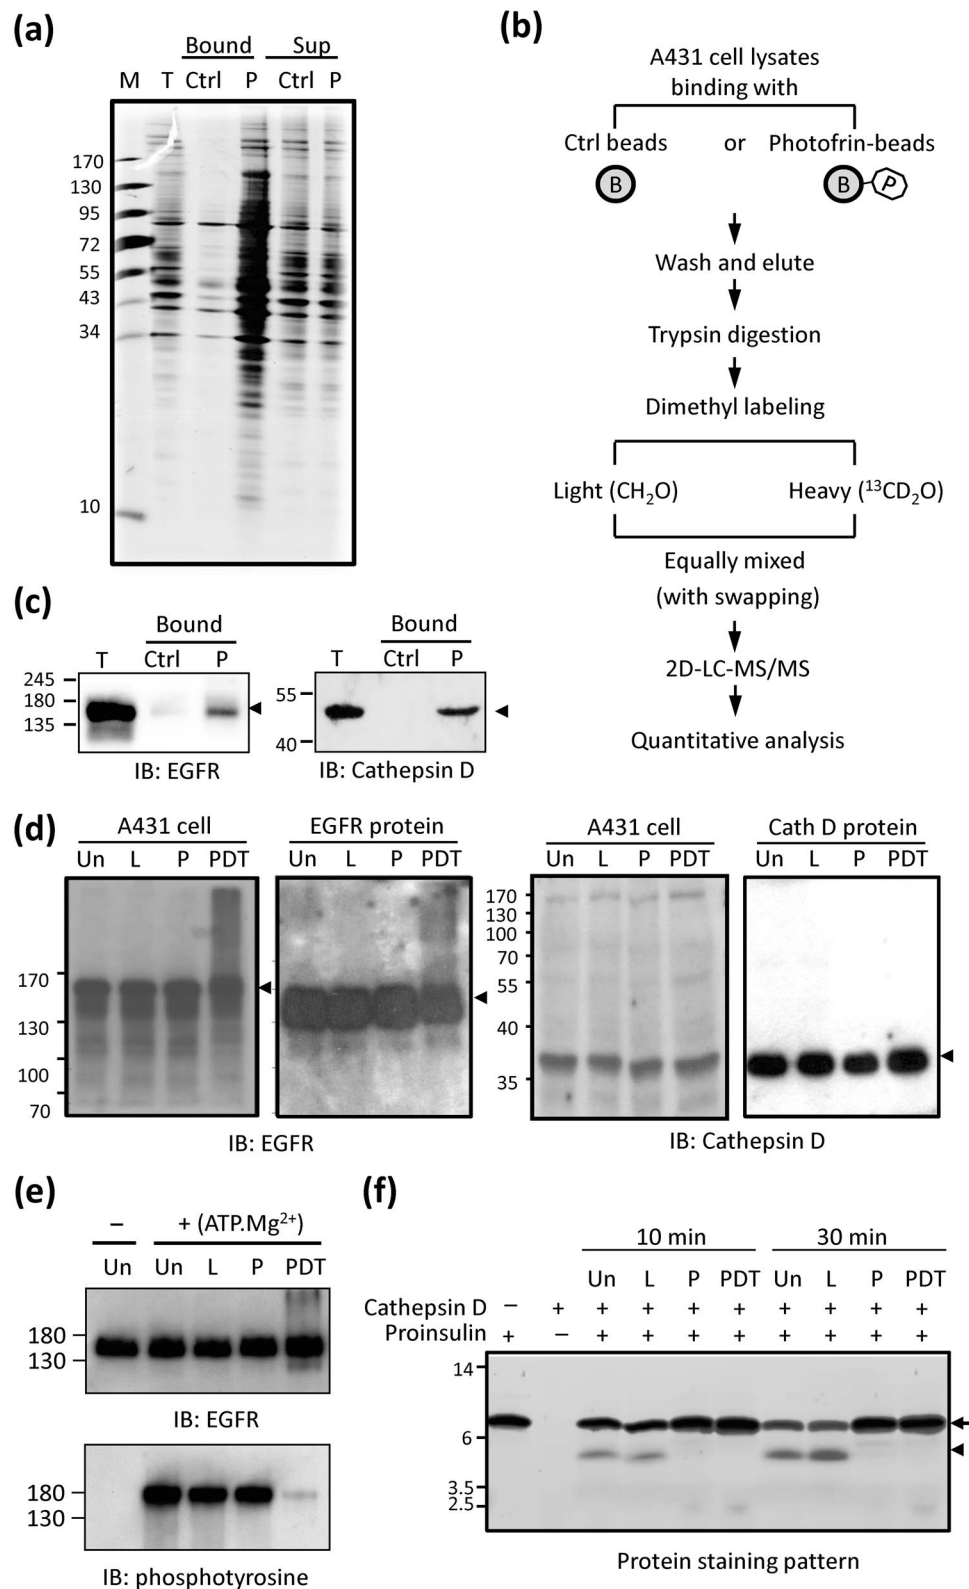 (a)
Bound Sup
M T Ctrl P Ctrl P
170
130
95
72
55
43
34
10
(b)
A431 cell lysates
binding with
Ctrl beads or Photofrin-beads
B B P
Wash and elute
Trypsin digestion
Dimethyl labeling
Light (CH₂O) Heavy (¹³CD₂O)
Equally mixed
(with swapping)
2D-LC-MS/MS
Quantitative analysis
(c)
Bound
T Ctrl P
245
180
135
IB: EGFR
Bound
T Ctrl P
55
40
IB: Cathepsin D
(d)
A431 cell EGFR protein
Un L P PDT Un L P PDT
170
130
100
70
IB: EGFR
A431 cell Cath D protein
Un L P PDT Un L P PDT
170
130
100
70
55
40
35
IB: Cathepsin D
(e)
– + (ATP.Mg²⁺)
Un Un L P PDT
180
130
IB: EGFR
180
130
IB: phosphotyrosine
(f)
10 min 30 min
Un L P PDT Un L P PDT
Cathepsin D – + + + + + + + + +
Proinsulin + – + + + + + + + +
14
6
3.5
2.5
Protein staining pattern